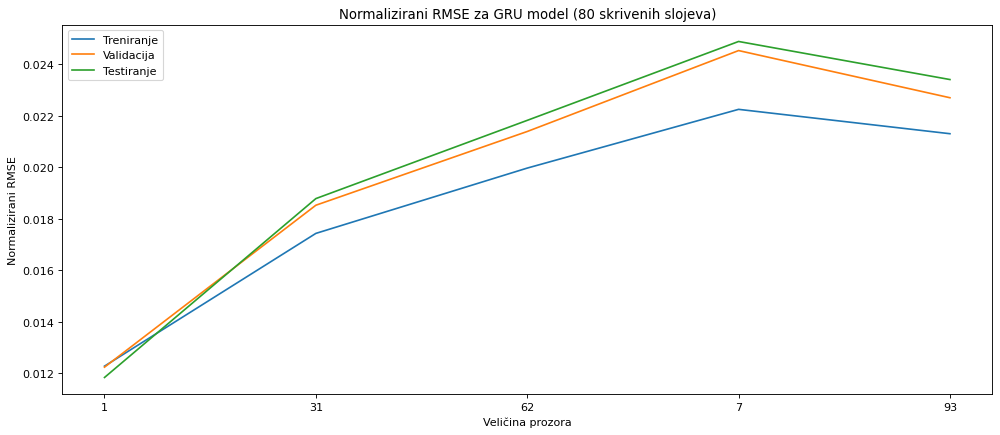 Normalizirani RMSE za GRU model (80 skrivenih slojeva)
Treniranje
Validacija
Testiranje
Normalizirani RMSE
0.024
0.022
0.020
0.018
0.016
0.014
0.012
1
31
62
7
93
Veličina prozora